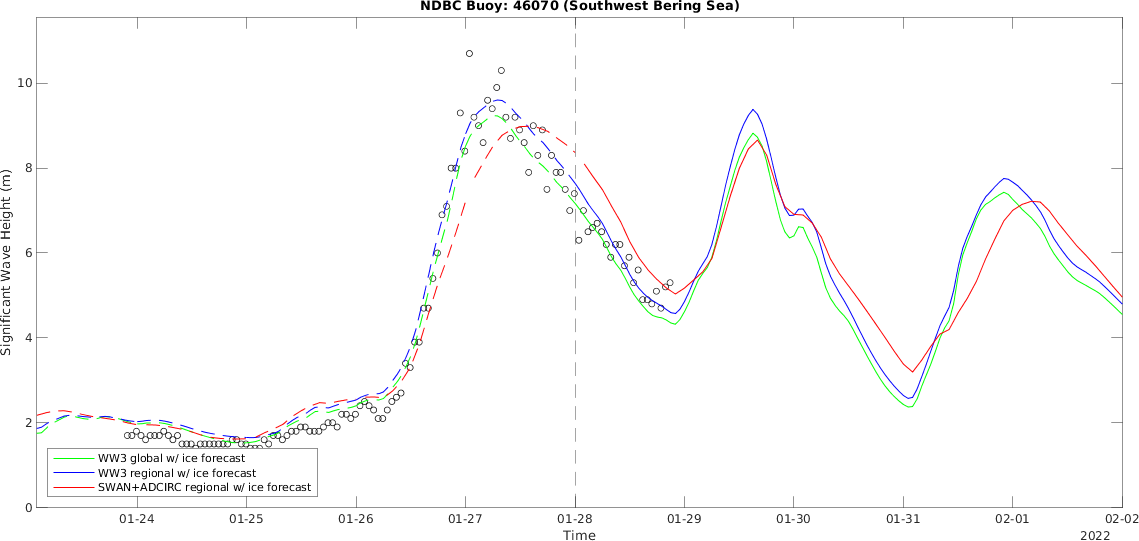 NDBC Buoy: 46070 (Southwest Bering Sea)
Significant Wave Height (m)
10
8
6
4
2
0
WW3 global w/ ice forecast
WW3 regional w/ ice forecast
SWAN+ADCIRC regional w/ ice forecast
01-24 01-25 01-26 01-27 01-28 01-29 01-30 01-31 02-01 02-02
Time
2022